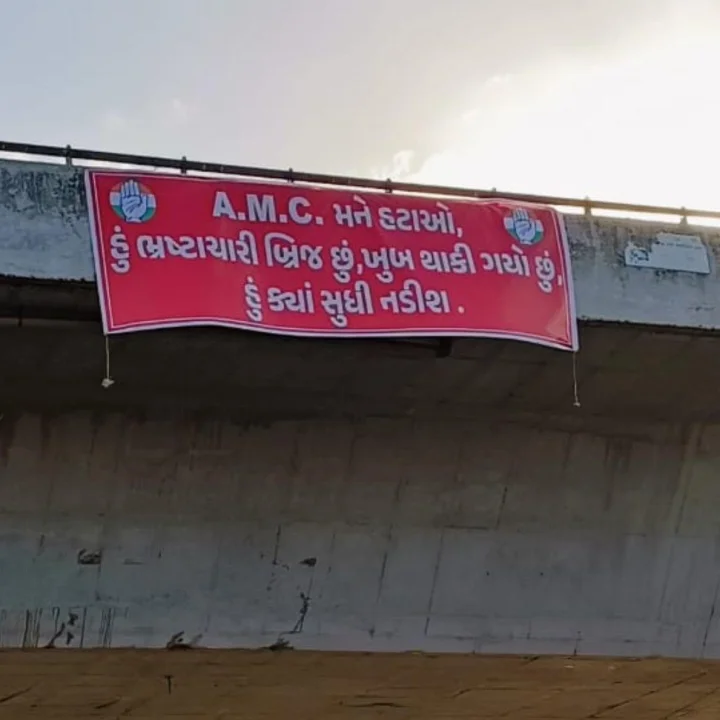 A.M.C. મને હટાઓ,
હું ભ્રષ્ટાચારી બ્રિજ છું,ખુબ થાકી ગયો છું,
હું ક્યાં સુધી નડીશ .